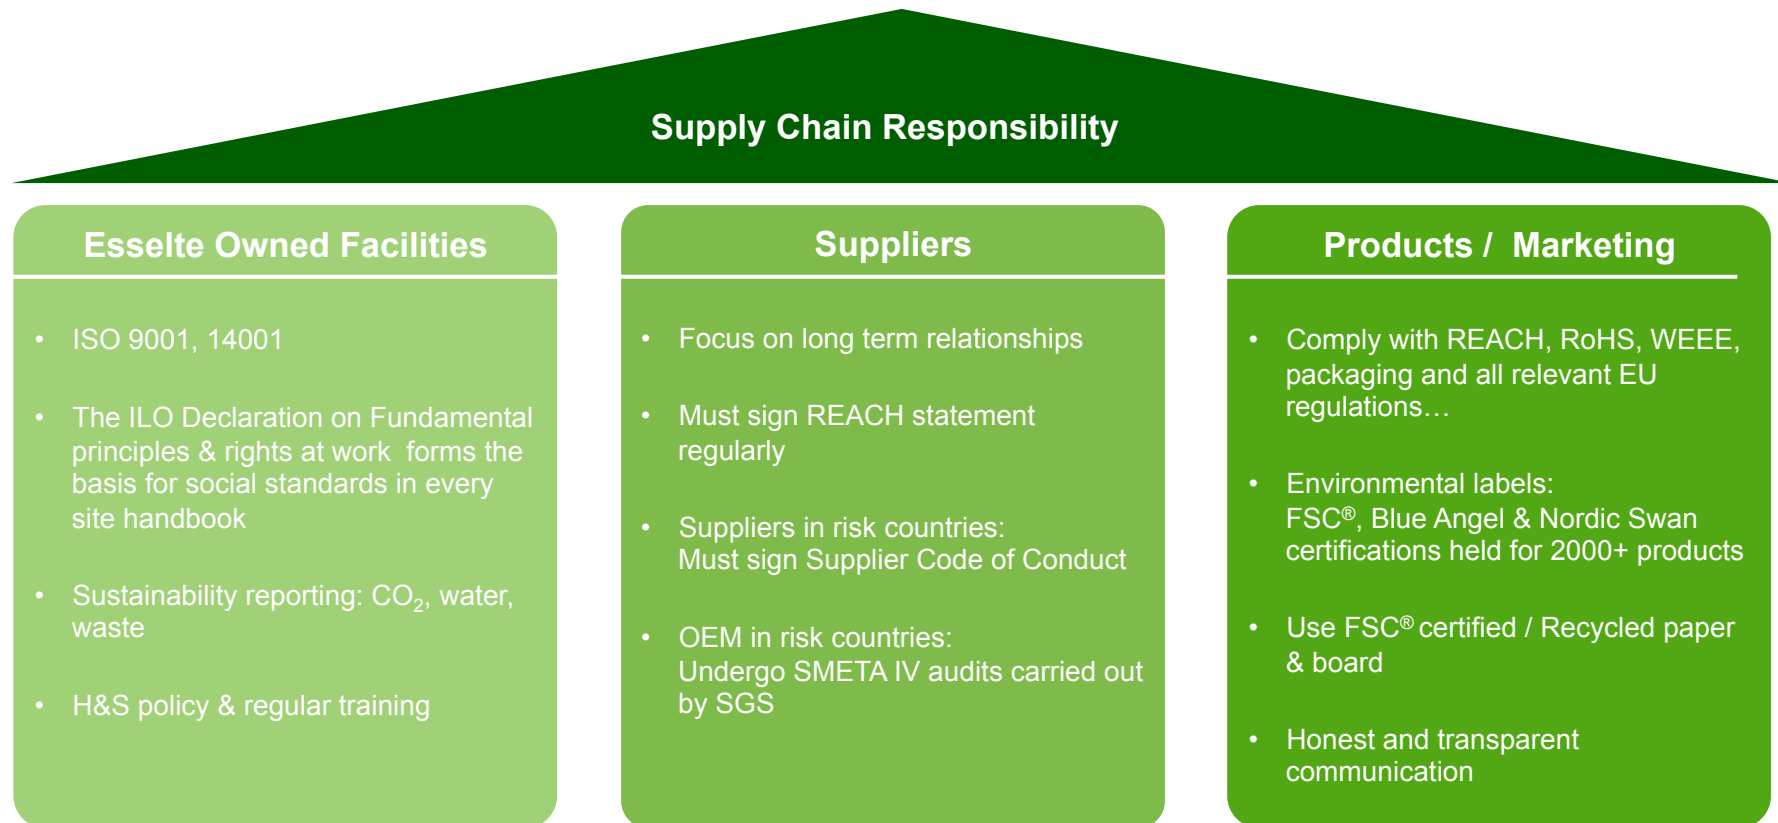 Supply Chain Responsibility
Esselte Owned Facilities
• ISO 9001, 14001
• The ILO Declaration on Fundamental
principles & rights at work forms the
basis for social standards in every
site handbook
• Sustainability reporting: CO₂, water,
waste
• H&S policy & regular training
Suppliers
• Focus on long term relationships
• Must sign REACH statement
regularly
• Suppliers in risk countries:
Must sign Supplier Code of Conduct
• OEM in risk countries:
Undergo SMETA IV audits carried out
by SGS
Products / Marketing
• Comply with REACH, RoHS, WEEE,
packaging and all relevant EU
regulations…
• Environmental labels:
FSC®, Blue Angel & Nordic Swan
certifications held for 2000+ products
• Use FSC® certified / Recycled paper
& board
• Honest and transparent
communication